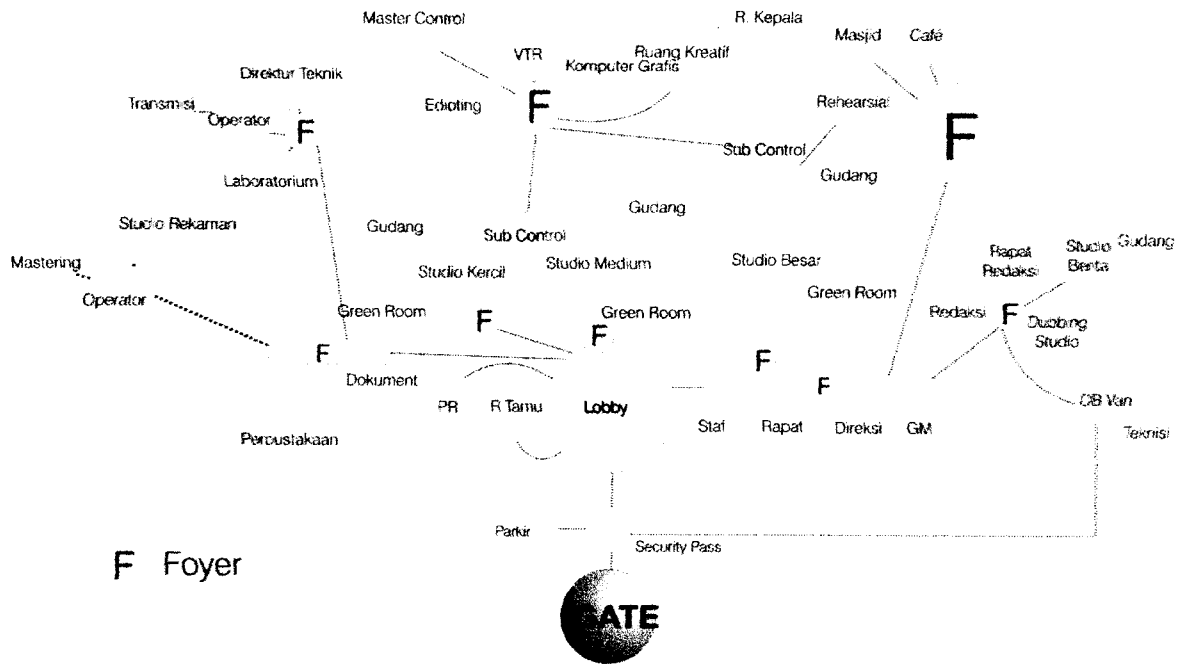 Master Control
R. Kepala
Masjid
Café
VTR
Ruang Kreatif
Komputer Grafis
Direktur Teknik
Transmisi
Operator
F
Edioting
F
Rehearsial
F
Sub Control
Gudang
Laboratorium
Studio Rekaman
Gudang
Sub Control
Gudang
Mastering
Operator
Studio Kercil
Studio Medium
Studio Besar
Green Room
Rapat
Redaksi
Studio
Berita
Gudang
Green Room
F
Green Room
F
Redaksi
F
Dubbing
Studio
F
Dokument
F
F
PR
R Tamu
Lobby
Staf
Rapat
Direksi
GM
OB Van
Teknisi
Perpustakaan
Parkir
Security Pass
F Foyer
GATE